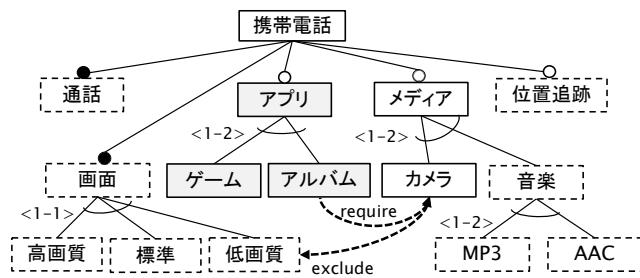 携帯電話
通話
アプリ
メディア
位置追跡
<1-2>
<1-2>
画面
ゲーム
アルバム
カメラ
音楽
<1-1>
require
<1-2>
高画質
標準
低画質
MP3
AAC
exclude